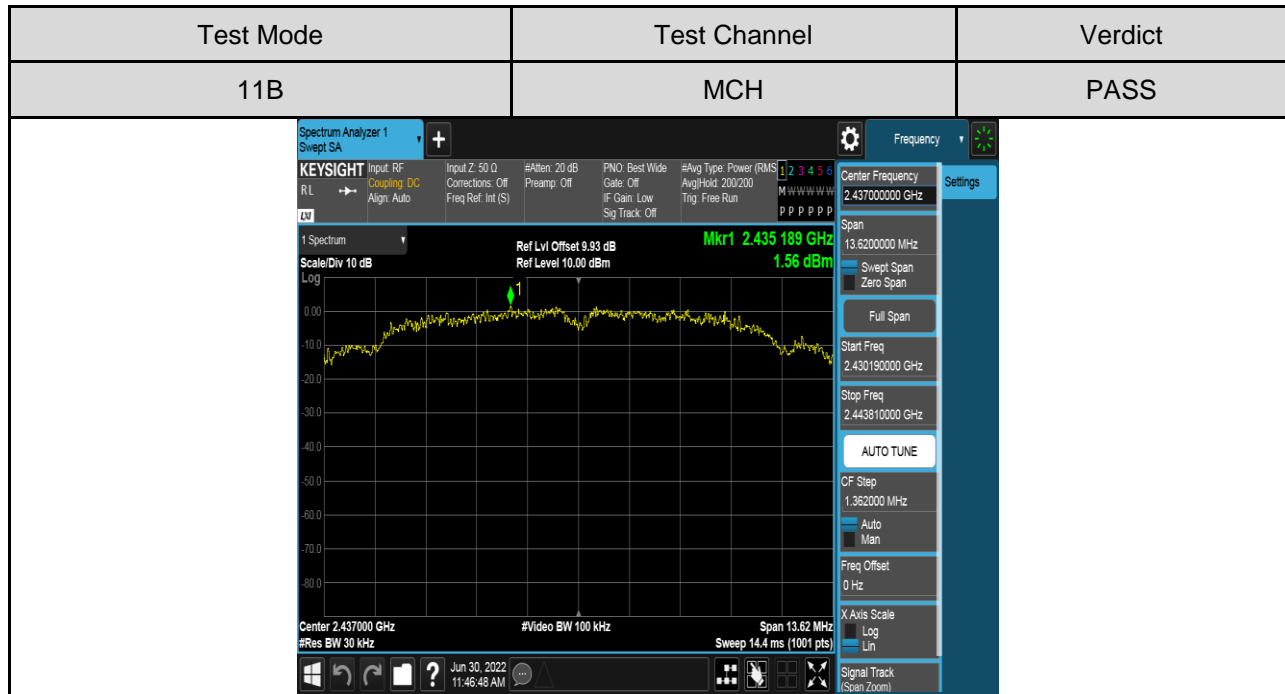 Test Mode Test Channel Verdict
11B MCH PASS
Spectrum Analyzer 1
Swept SA
+
Frequency
KEYSIGHT
RL
LXI
Input: RF
Coupling: DC
Align: Auto
Input Z: 50 Ω
Corrections: Off
Freq Ref: Int (S)
#Atten: 20 dB
Preamp: Off
PNO: Best Wide
Gate: Off
IF Gain: Low
Sig Track: Off
#Avg Type: Power (RMS
Avg|Hold: 200/200
Trig: Free Run
1 2 3 4 5 6
M W W W W W
P P P P P P
1 Spectrum
Scale/Div 10 dB
Ref Lvl Offset 9.93 dB
Ref Level 10.00 dBm
Mkr1 2.435 189 GHz
1.56 dBm
Log
1
0.00
-10.0
-20.0
-30.0
-40.0
-50.0
-60.0
-70.0
-80.0
Center 2.437000 GHz
#Res BW 30 kHz
#Video BW 100 kHz
Span 13.62 MHz
Sweep 14.4 ms (1001 pts)
Center Frequency
2.437000000 GHz
Settings
Span
13.6200000 MHz
Swept Span
Zero Span
Full Span
Start Freq
2.430190000 GHz
Stop Freq
2.443810000 GHz
AUTO TUNE
CF Step
1.362000 MHz
Auto
Man
Freq Offset
0 Hz
X Axis Scale
Log
Lin
Signal Track
(Span Zoom)
?
Jun 30, 2022
11:46:48 AM